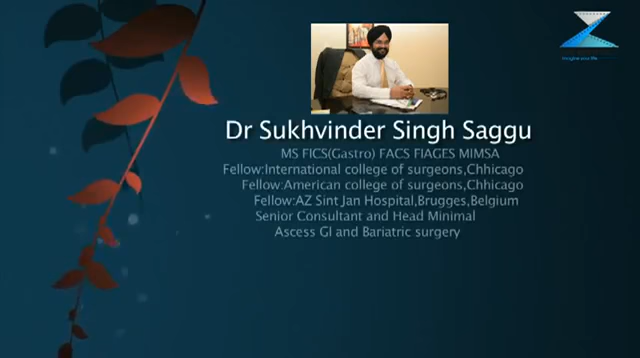 Dr Sukhvinder Singh Saggu
MS FICS(Gastro) FACS FIAGES MIMSA
Fellow:International college of surgeons,Chhicago
Fellow:American college of surgeons,Chhicago
Fellow:AZ Sint Jan Hospital,Brugges,Belgium
Senior Consultant and Head Minimal
Ascess GI and Bariatric surgery